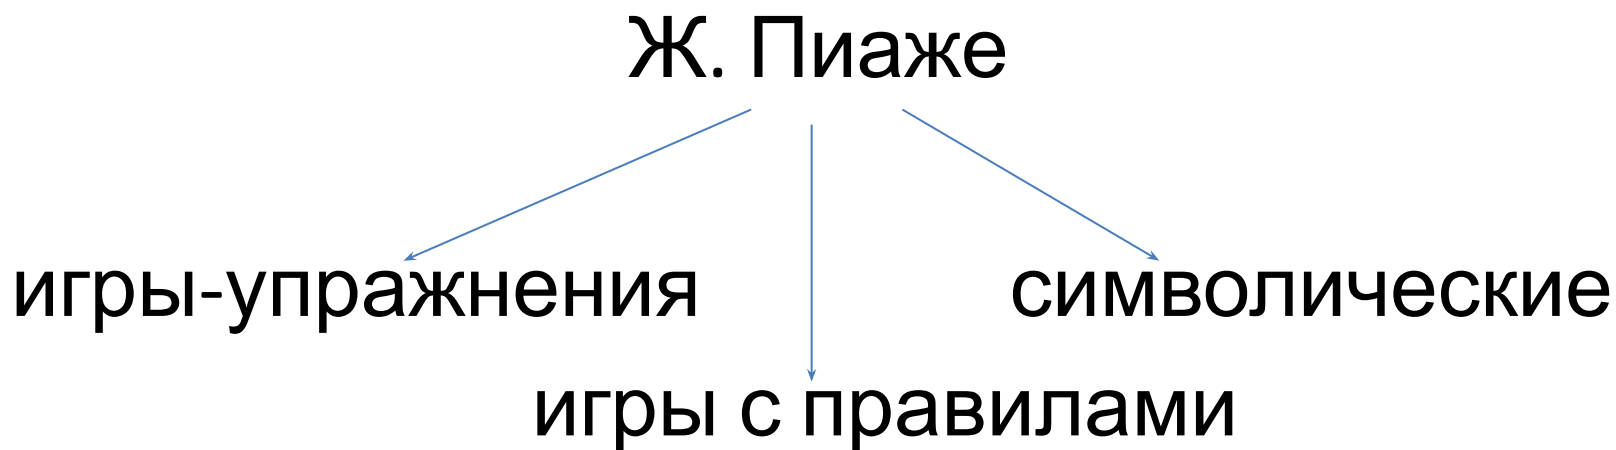 Ж. Пиаже
игры-упражнения
символические
игры с правилами